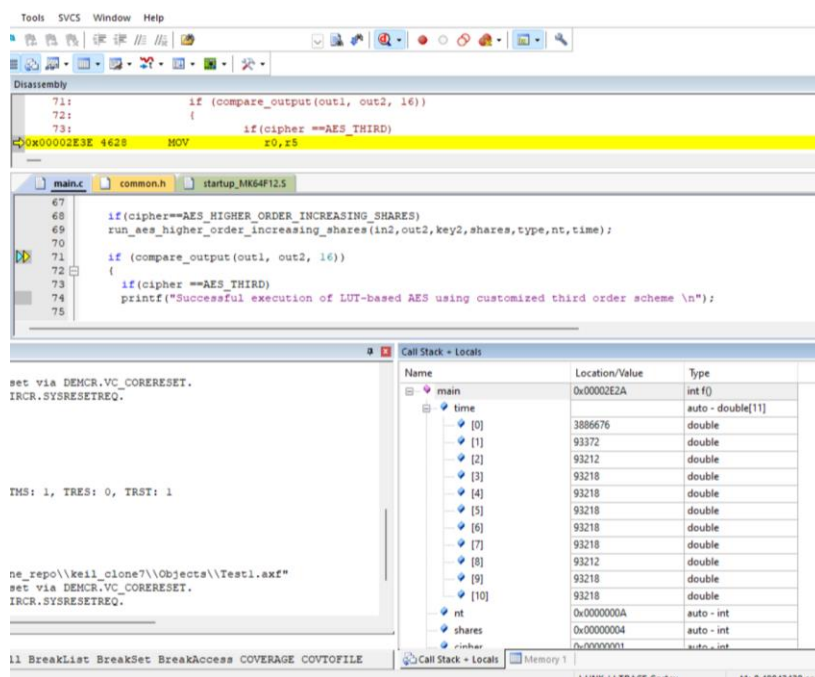 Tools SVCS Window Help
Disassembly
71: if (compare_output(out1, out2, 16))
72: {
73: if(cipher ==AES_THIRD)
0x00002E3E 4628 MOV r0,r5
main.c common.h startup_MK64F12.S
67
68 if(cipher==AES_HIGHER_ORDER_INCREASING_SHARES)
69 run_aes_higher_order_increasing_shares(in2,out2,key2,shares,type,nt,time);
70
71 if (compare_output(out1, out2, 16))
72 {
73 if(cipher ==AES_THIRD)
74 printf("Successful execution of LUT-based AES using customized third order scheme \n");
75
set via DEMCR.VC_CORERESET.
IRCR.SYSRESETREQ.
TMS: 1, TRES: 0, TRST: 1
ne_repo\\keil_clone7\\Objects\\Test1.axf"
set via DEMCR.VC_CORERESET.
IRCR.SYSRESETREQ.
ll BreakList BreakSet BreakAccess COVERAGE COVTOFILE
Call Stack + Locals
Name Location/Value Type
main 0x00002E2A int f()
time auto - double[11]
[0] 3886676 double
[1] 93372 double
[2] 93212 double
[3] 93218 double
[4] 93218 double
[5] 93218 double
[6] 93218 double
[7] 93218 double
[8] 93212 double
[9] 93218 double
[10] 93218 double
nt 0x0000000A auto - int
shares 0x00000004 auto - int
cipher 0x00000001 auto - int
Call Stack + Locals Memory 1